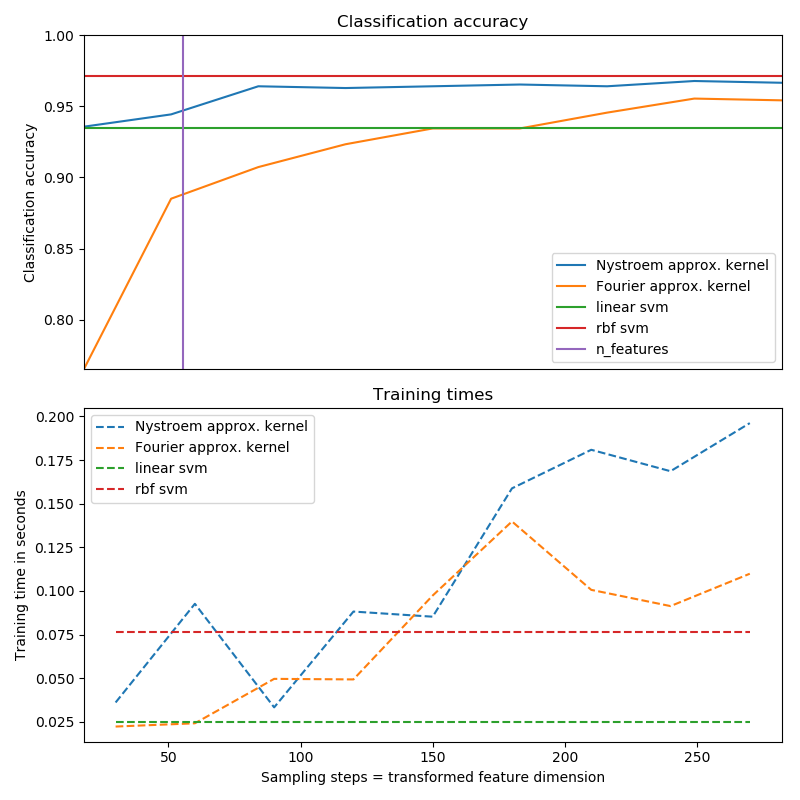 Classification accuracy
1.00
0.95
0.90
0.85
0.80
Classification accuracy
Nystroem approx. kernel
Fourier approx. kernel
linear svm
rbf svm
n_features
Training times
0.200
0.175
0.150
0.125
0.100
0.075
0.050
0.025
Training time in seconds
Nystroem approx. kernel
Fourier approx. kernel
linear svm
rbf svm
50 100 150 200 250
Sampling steps = transformed feature dimension